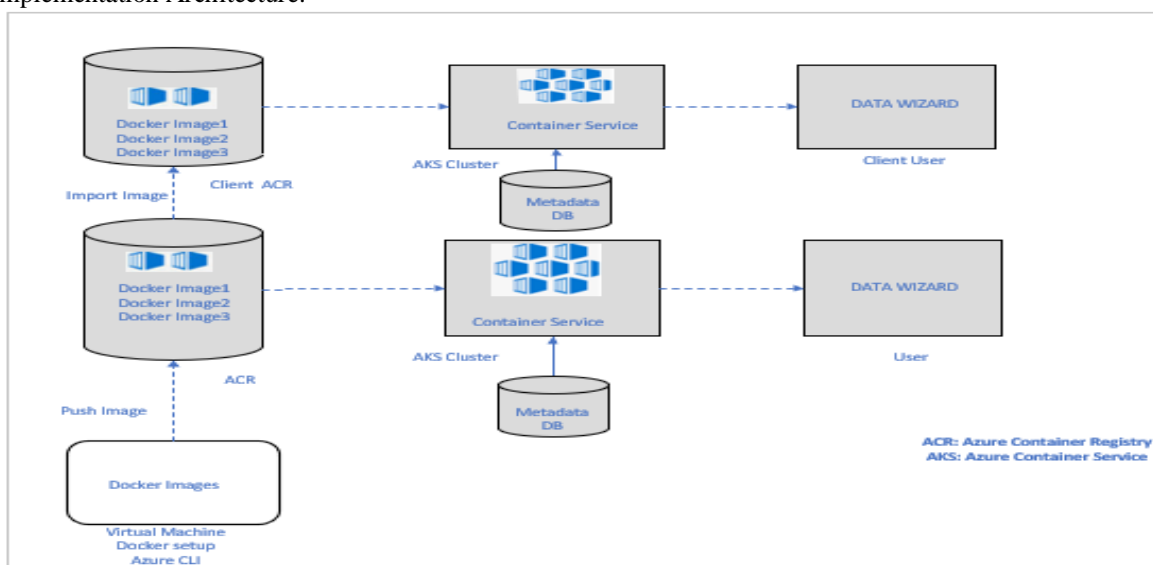 Implementation Architecture:
Docker Image1
Docker Image2
Docker Image3
Client ACR
Import Image
Container Service
AKS Cluster
Metadata
DB
DATA WIZARD
Client User
Docker Image1
Docker Image2
Docker Image3
ACR
Push Image
Container Service
AKS Cluster
Metadata
DB
DATA WIZARD
User
Docker Images
Virtual Machine
Docker setup
Azure CLI
ACR: Azure Container Registry
AKS: Azure Container Service